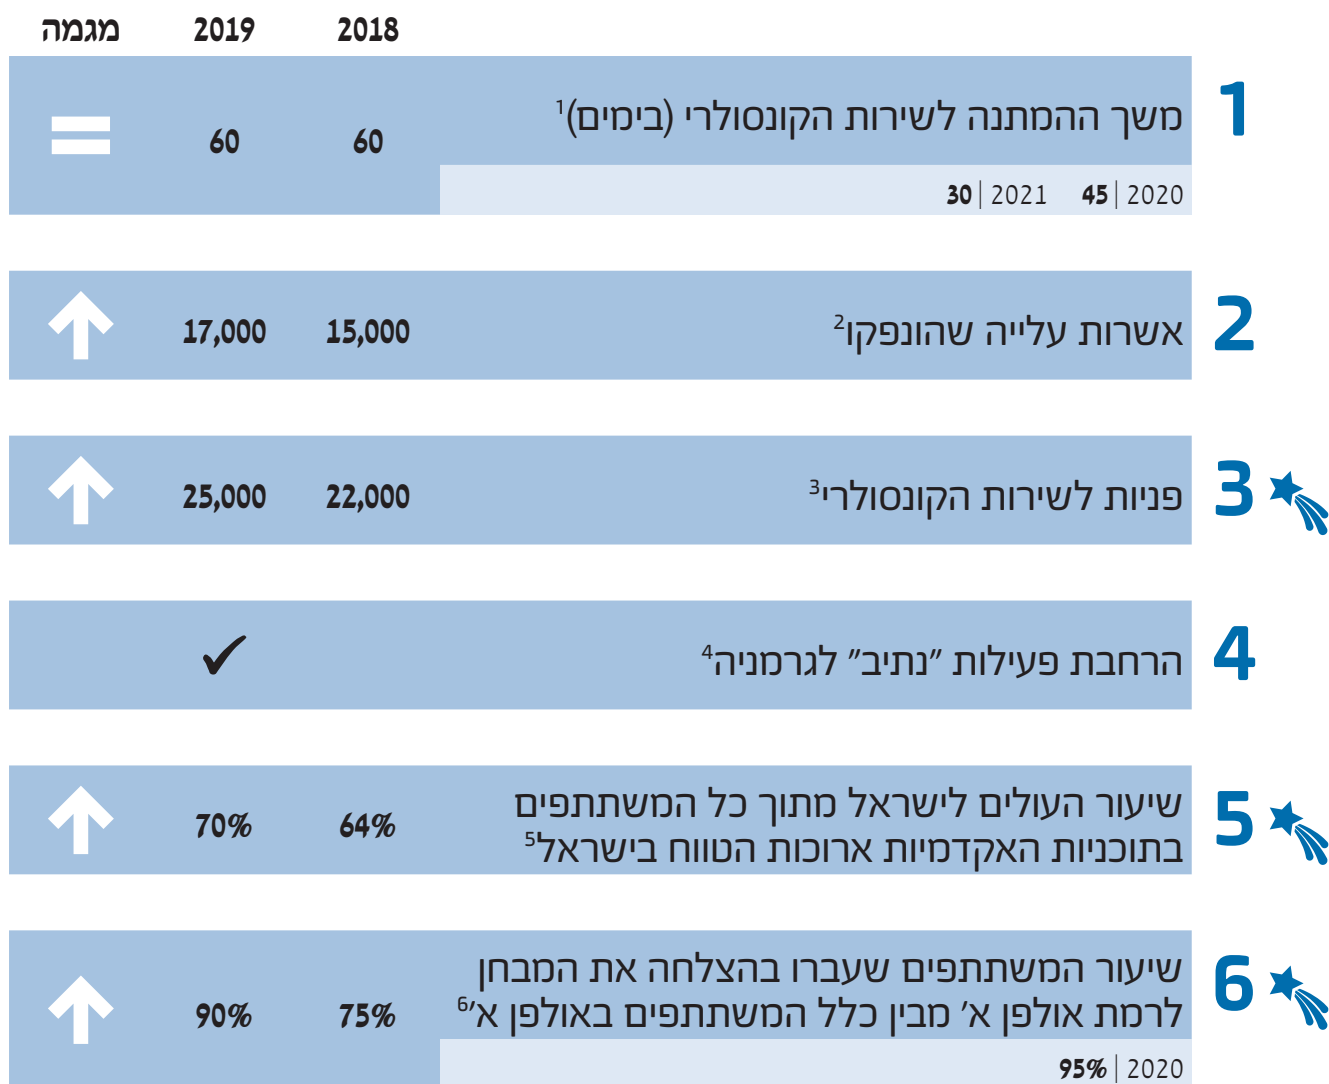 2018 2019 מגמה
1 משך ההמתנה לשירות הקונסולרי (בימים)¹ 60 60 =
2020 | 45 2021 | 30
2 אשרות עלייה שהונפקו² 15,000 17,000
3 פניות לשירות הקונסולרי³ 22,000 25,000
4 הרחבת פעילות "נתיב" לגרמניה⁴ ✓
5 שיעור העולים לישראל מתוך כל המשתתפים
בתוכניות האקדמיות ארוכות הטווח בישראל⁵ 64% 70%
6 שיעור המשתתפים שעברו בהצלחה את המבחן
לרמת אולפן א' מבין כלל המשתתפים באולפן א'⁶ 75% 90%
2020 | 95%